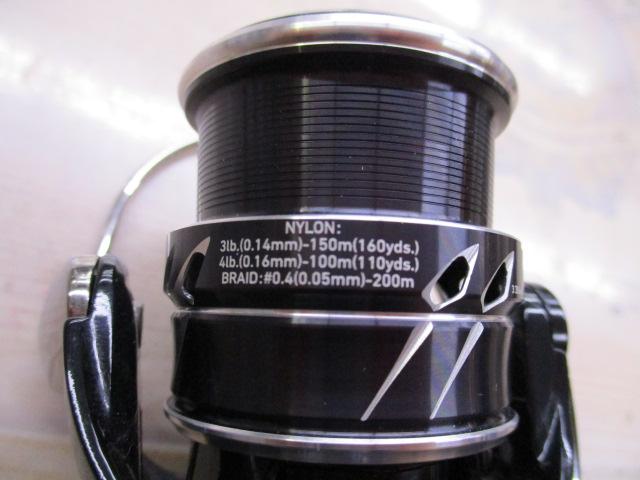 NYLON:
3lb.(0.14mm)-150m(160yds.)
4lb.(0.16mm)-100m(110yds.)
BRAID:#0.4(0.05mm)-200m